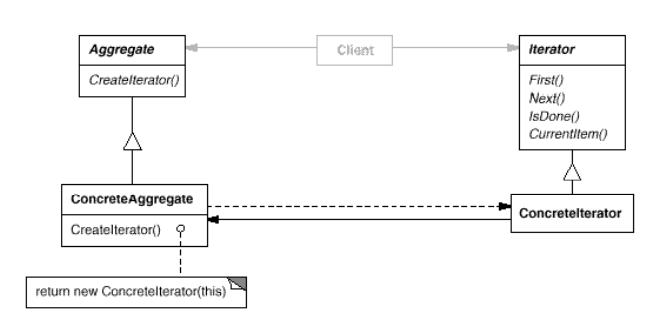 Aggregate
CreateIterator()
Client
Iterator
First()
Next()
IsDone()
CurrentItem()
ConcreteAggregate
CreateIterator()
ConcreteIterator
return new ConcreteIterator(this)